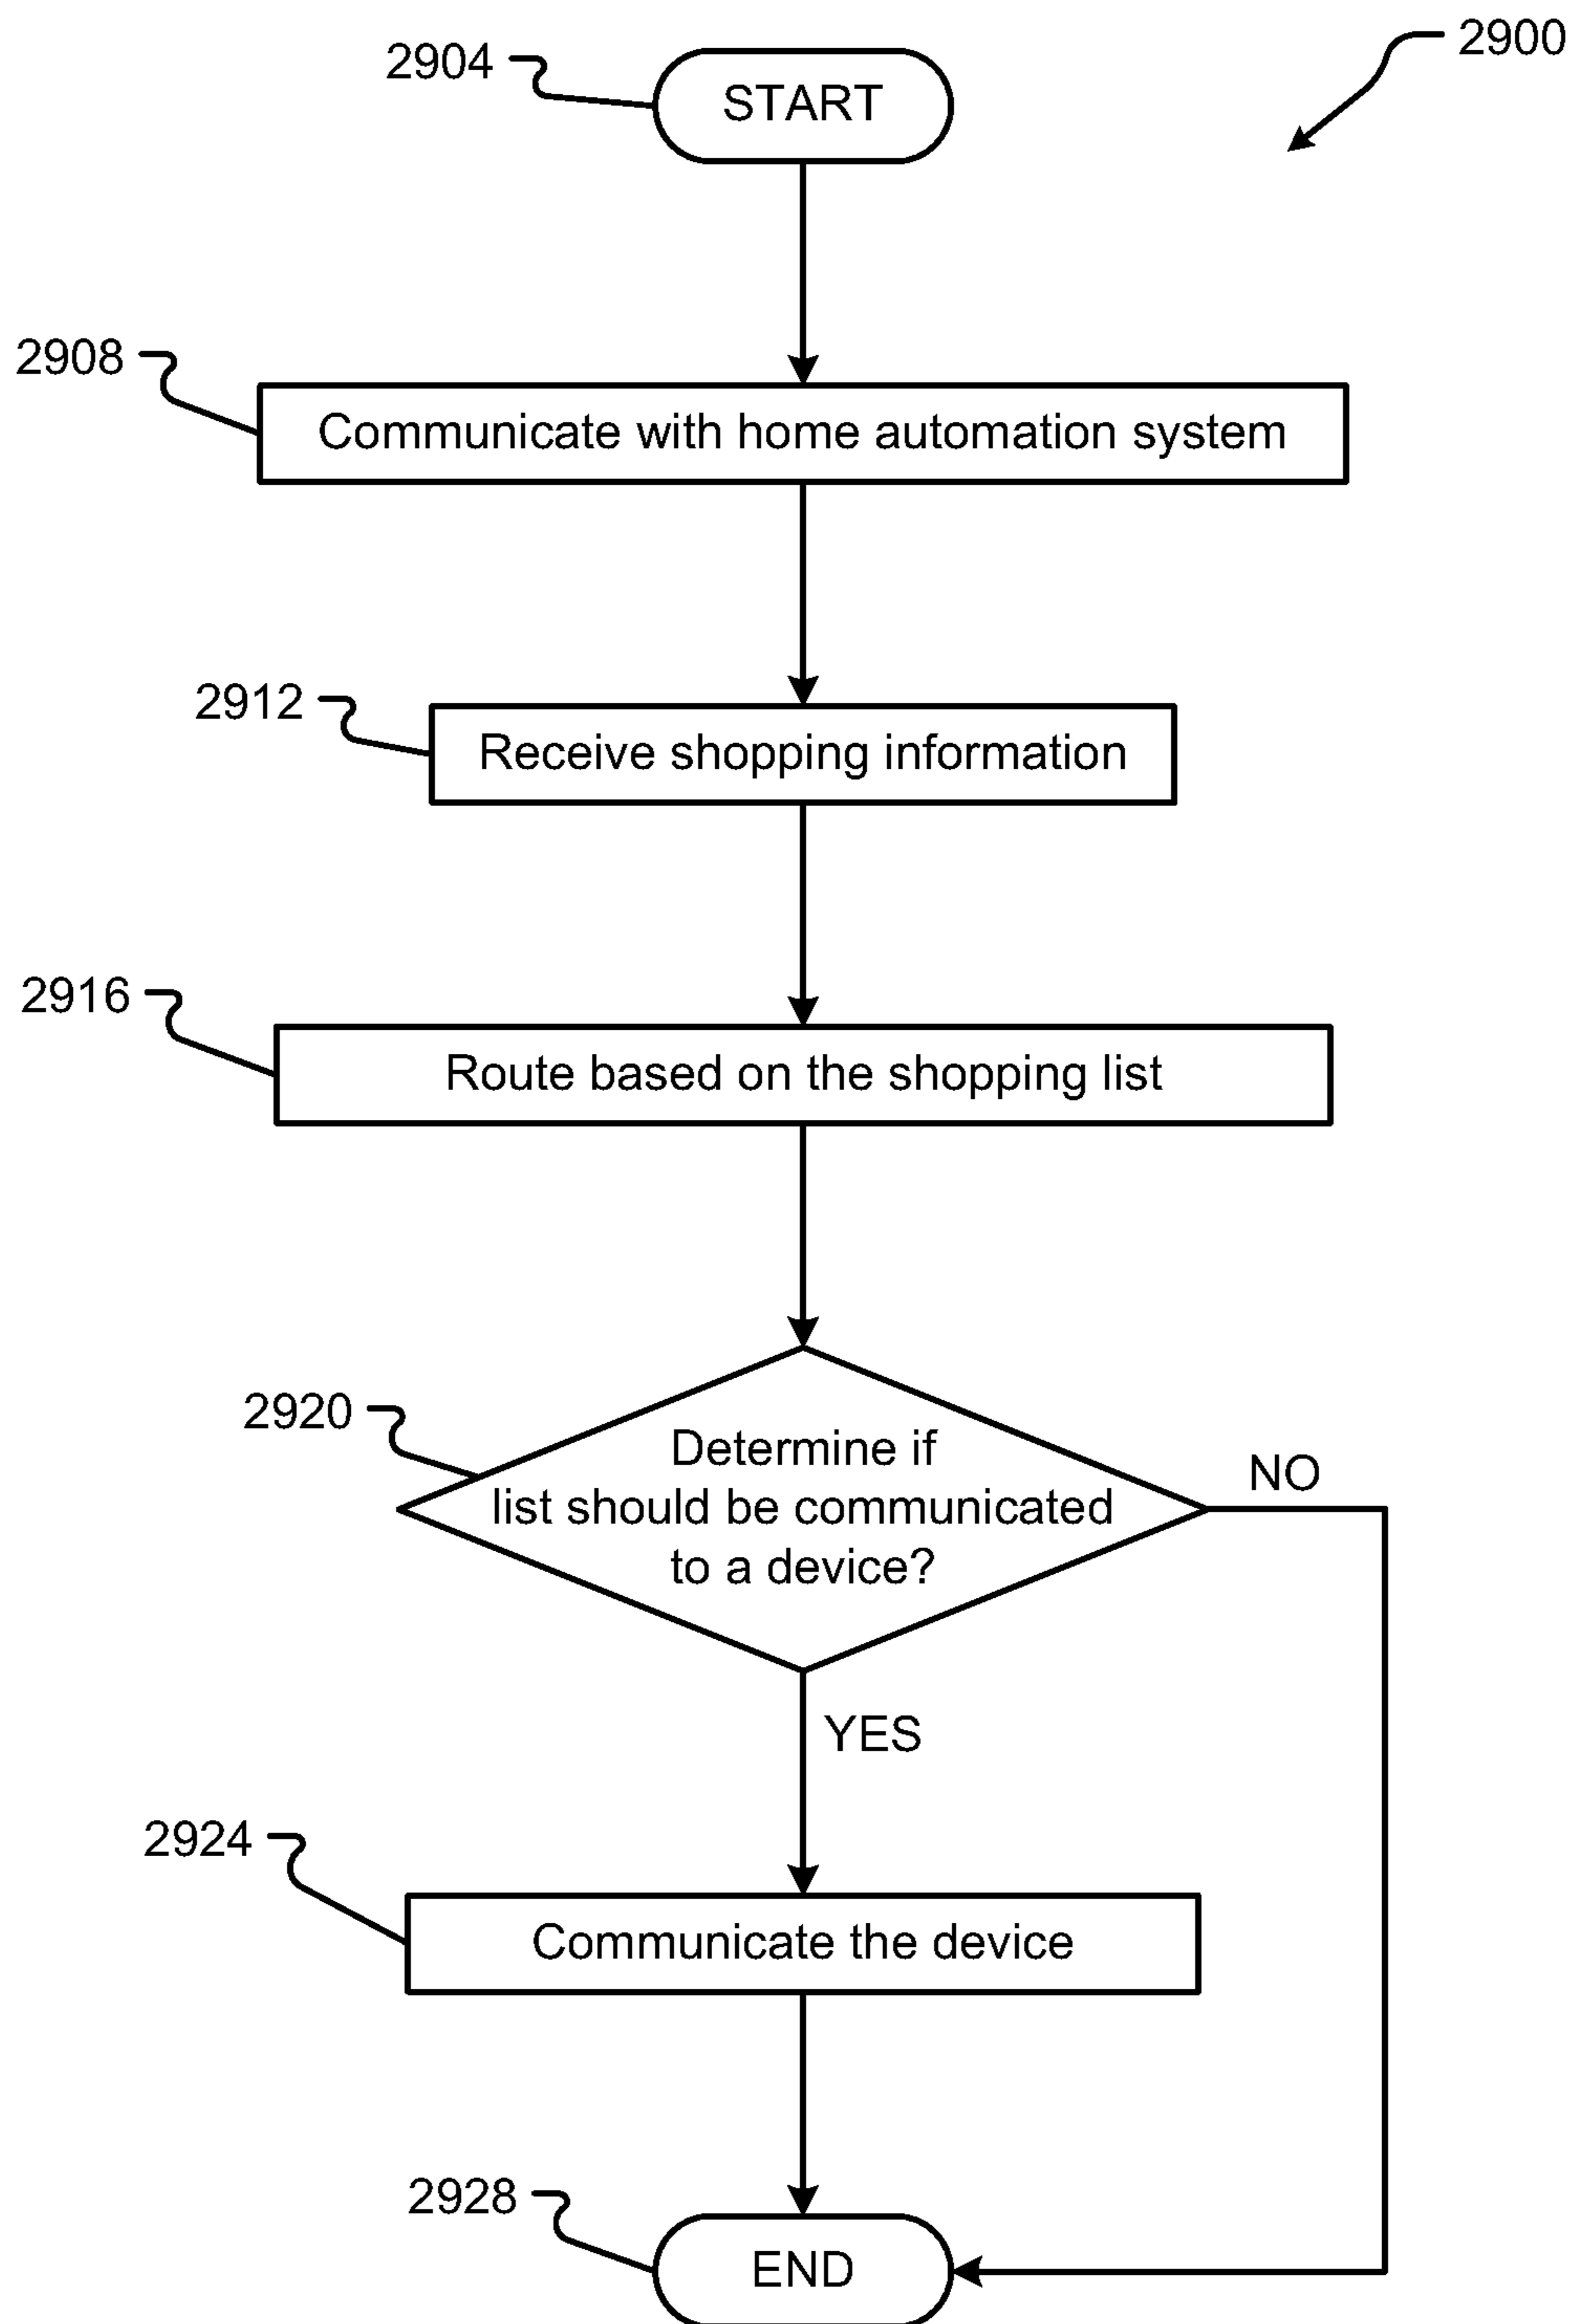 2900
2904
START
2908
Communicate with home automation system
2912
Receive shopping information
2916
Route based on the shopping list
2920
Determine if
list should be communicated
to a device?
NO
YES
2924
Communicate the device
2928
END